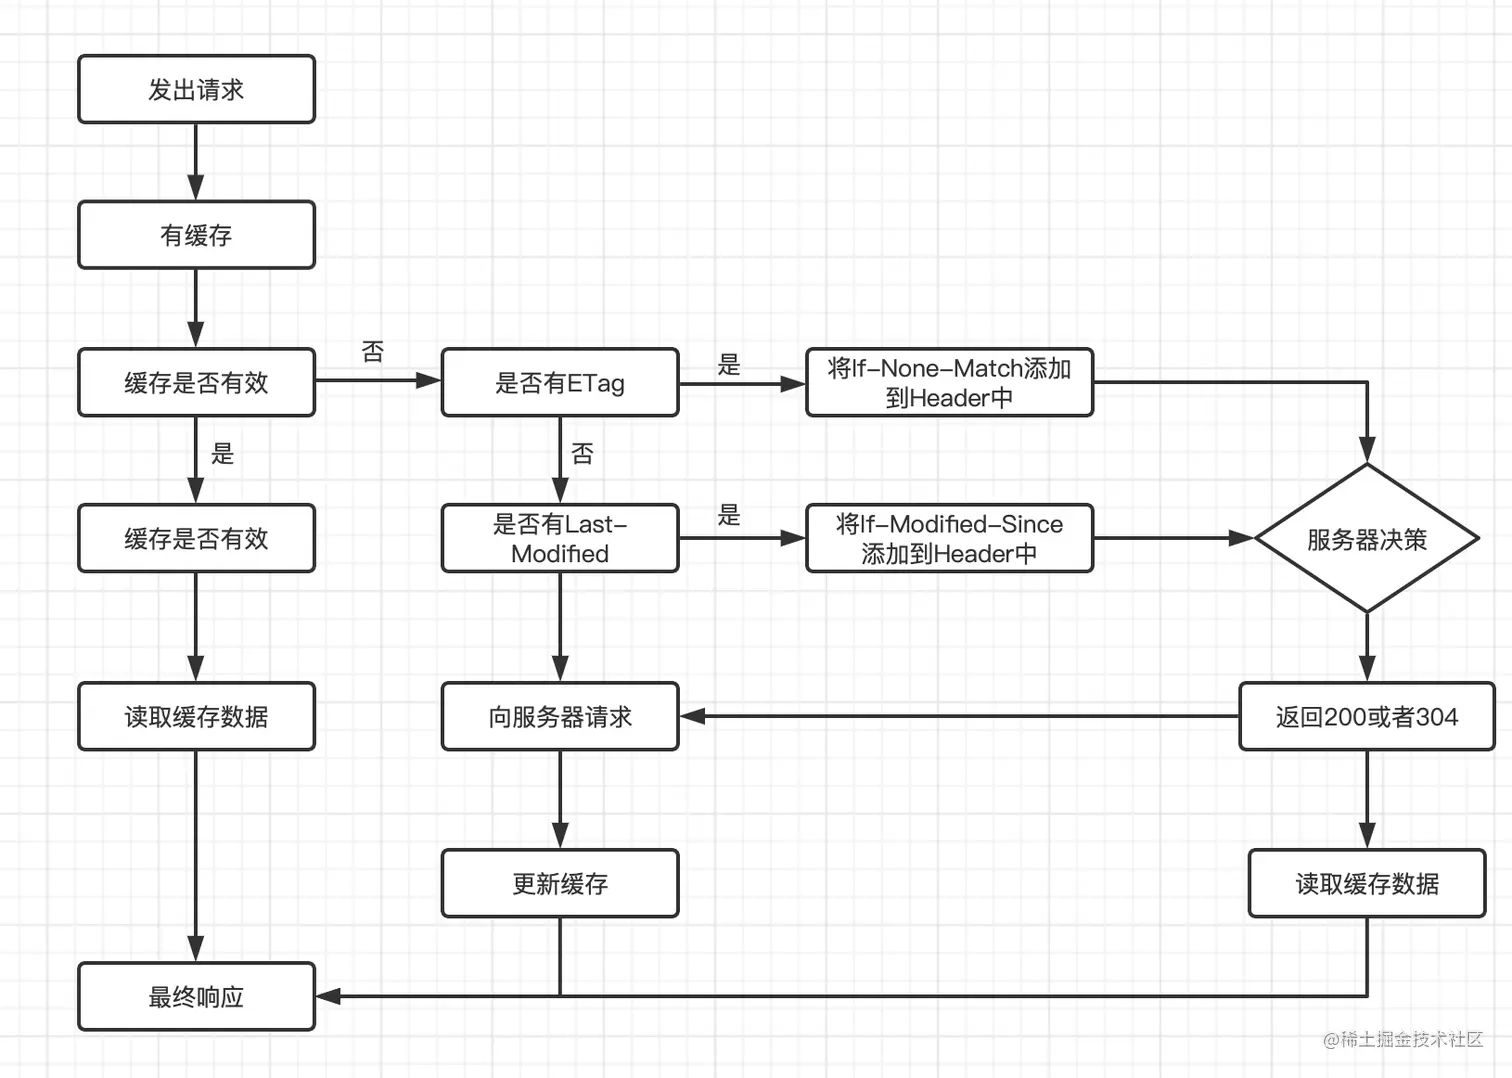 发出请求
有缓存
缓存是否有效
否
是否有ETag
是
将If-None-Match添加
到Header中
是
否
缓存是否有效
是否有Last-
Modified
是
将If-Modified-Since
添加到Header中
服务器决策
读取缓存数据
向服务器请求
返回200或者304
更新缓存
读取缓存数据
最终响应
@稀土掘金技术社区